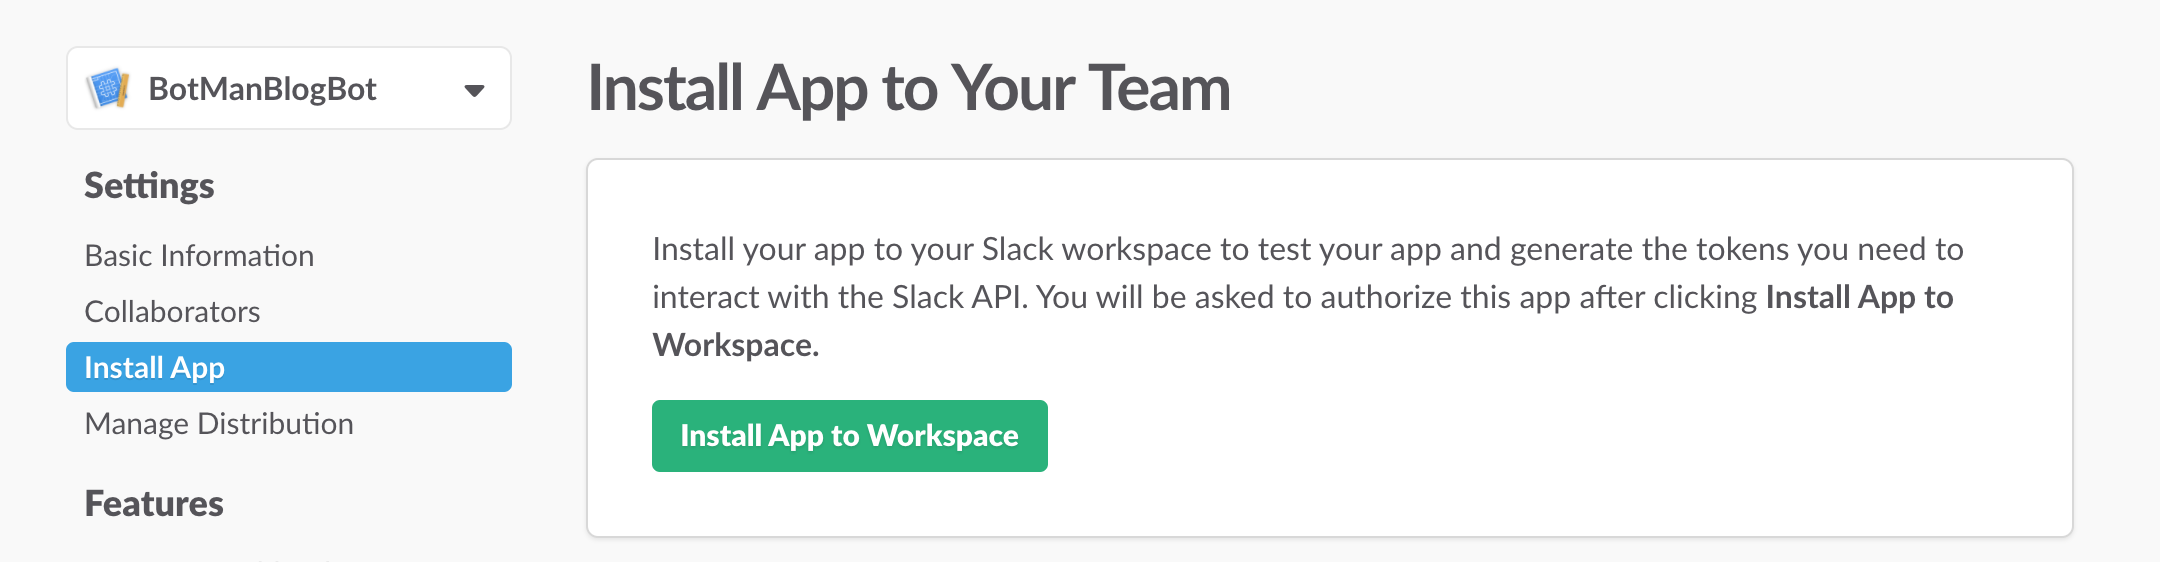 BotManBlogBot
Settings
Basic Information
Collaborators
Install App
Manage Distribution
Features
Install App to Your Team
Install your app to your Slack workspace to test your app and generate the tokens you need to
interact with the Slack API. You will be asked to authorize this app after clicking Install App to
Workspace.
Install App to Workspace